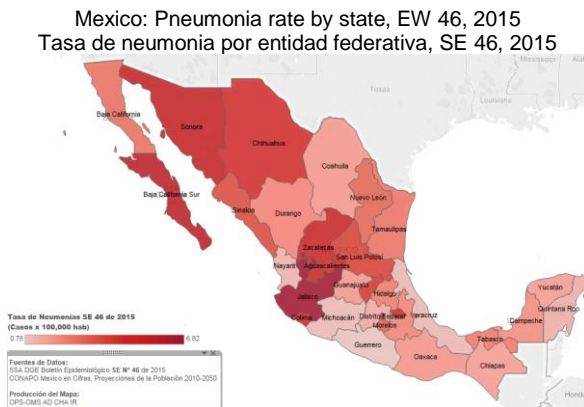 Mexico: Pneumonia rate by state, EW 46, 2015
Tasa de neumonia por entidad federativa, SE 46, 2015
Mississippi
Texas
Louisiana
Baja California
Sonora
Chihuahua
Coahuila
Baja California Sur
Nuevo León
Sinaloa
Durango
Tamaulipas
Zacatecas
San Luis Potosí
Nayarit
Aguascalientes
Yucatán
Jalisco
Guanajuato
Hidalgo
Quintana Roo
Colima
Michoacán
Distrito Federal
Veracruz
Campeche
Morelos
Tabasco
Guerrero
Oaxaca
Chiapas
Tasa de Neumonías SE 46 de 2015
(Casos x 100,000 hab)
0.76
6.82
Fuentes de Datos:
SSA DGE Boletín Epidemiológico SE Nº 46 de 2015
CONAPO Mexico en Cifras, Proyecciones de la Población 2010-2050
Producción del Mapa:
OPS-OMS AD CHA IR